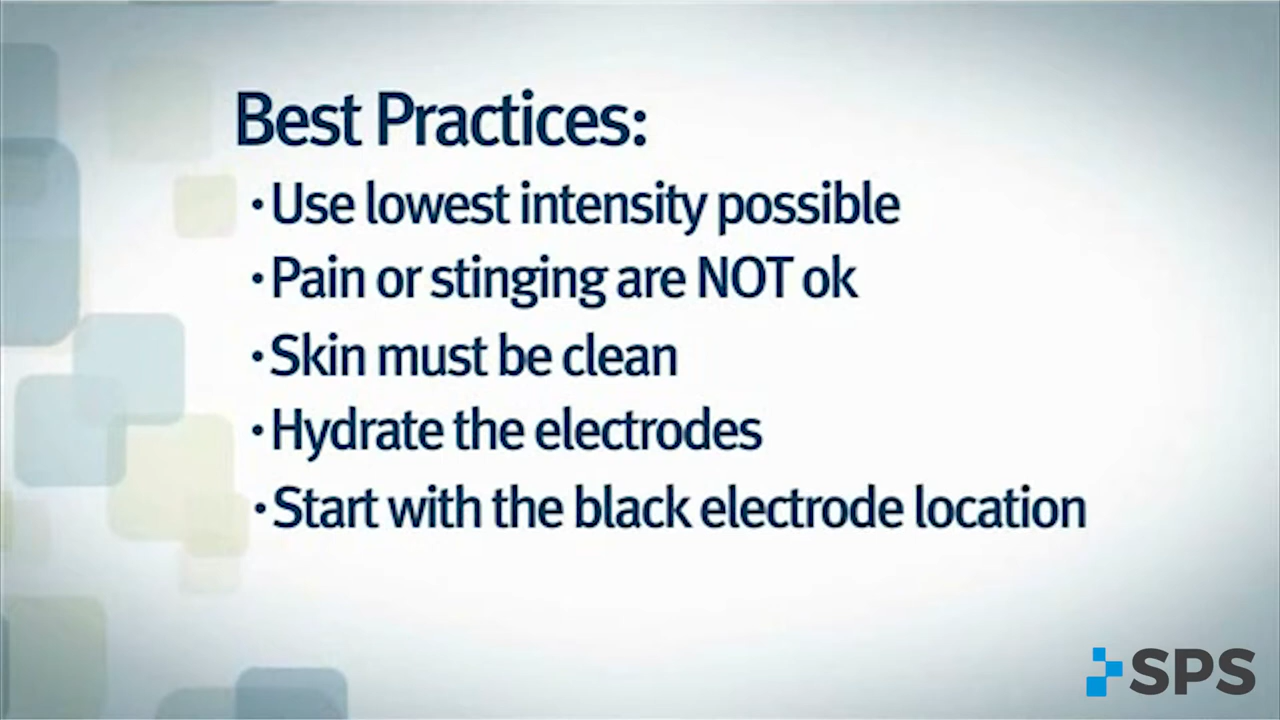 Best Practices:
· Use lowest intensity possible
· Pain or stinging are NOT ok
· Skin must be clean
· Hydrate the electrodes
· Start with the black electrode location
SPS